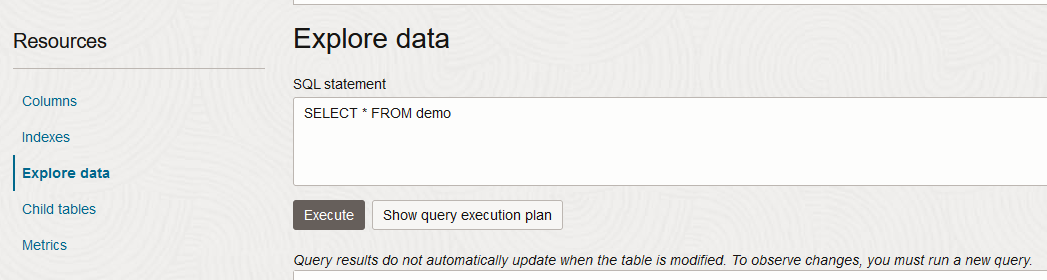 Resources
Columns
Indexes
Explore data
Child tables
Metrics
Explore data
SQL statement
SELECT * FROM demo
Execute
Show query execution plan
Query results do not automatically update when the table is modified. To observe changes, you must run a new query.